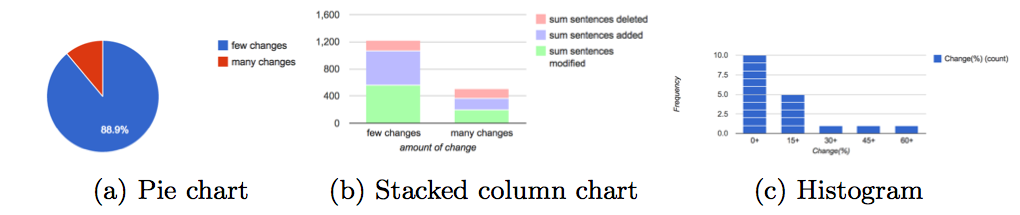 few changes
many changes
88.9%
(a) Pie chart
1,600
1,200
800
400
0
few changes
many changes
amount of change
sum sentences deleted
sum sentences added
sum sentences
modified
(b) Stacked column chart
10.0
7.5
5.0
2.5
0.0
Frequency
0+
15+
30+
45+
60+
Change(%)
Change(%) (count)
(c) Histogram